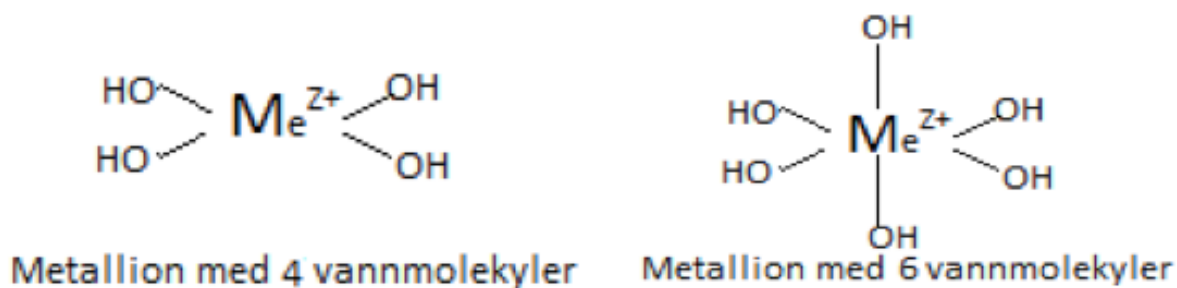 HO OH
Me Z+
HO OH
Metallion med 4 vannmolekyler
OH
HO OH
Me Z+
HO OH
OH
Metallion med 6 vannmolekyler